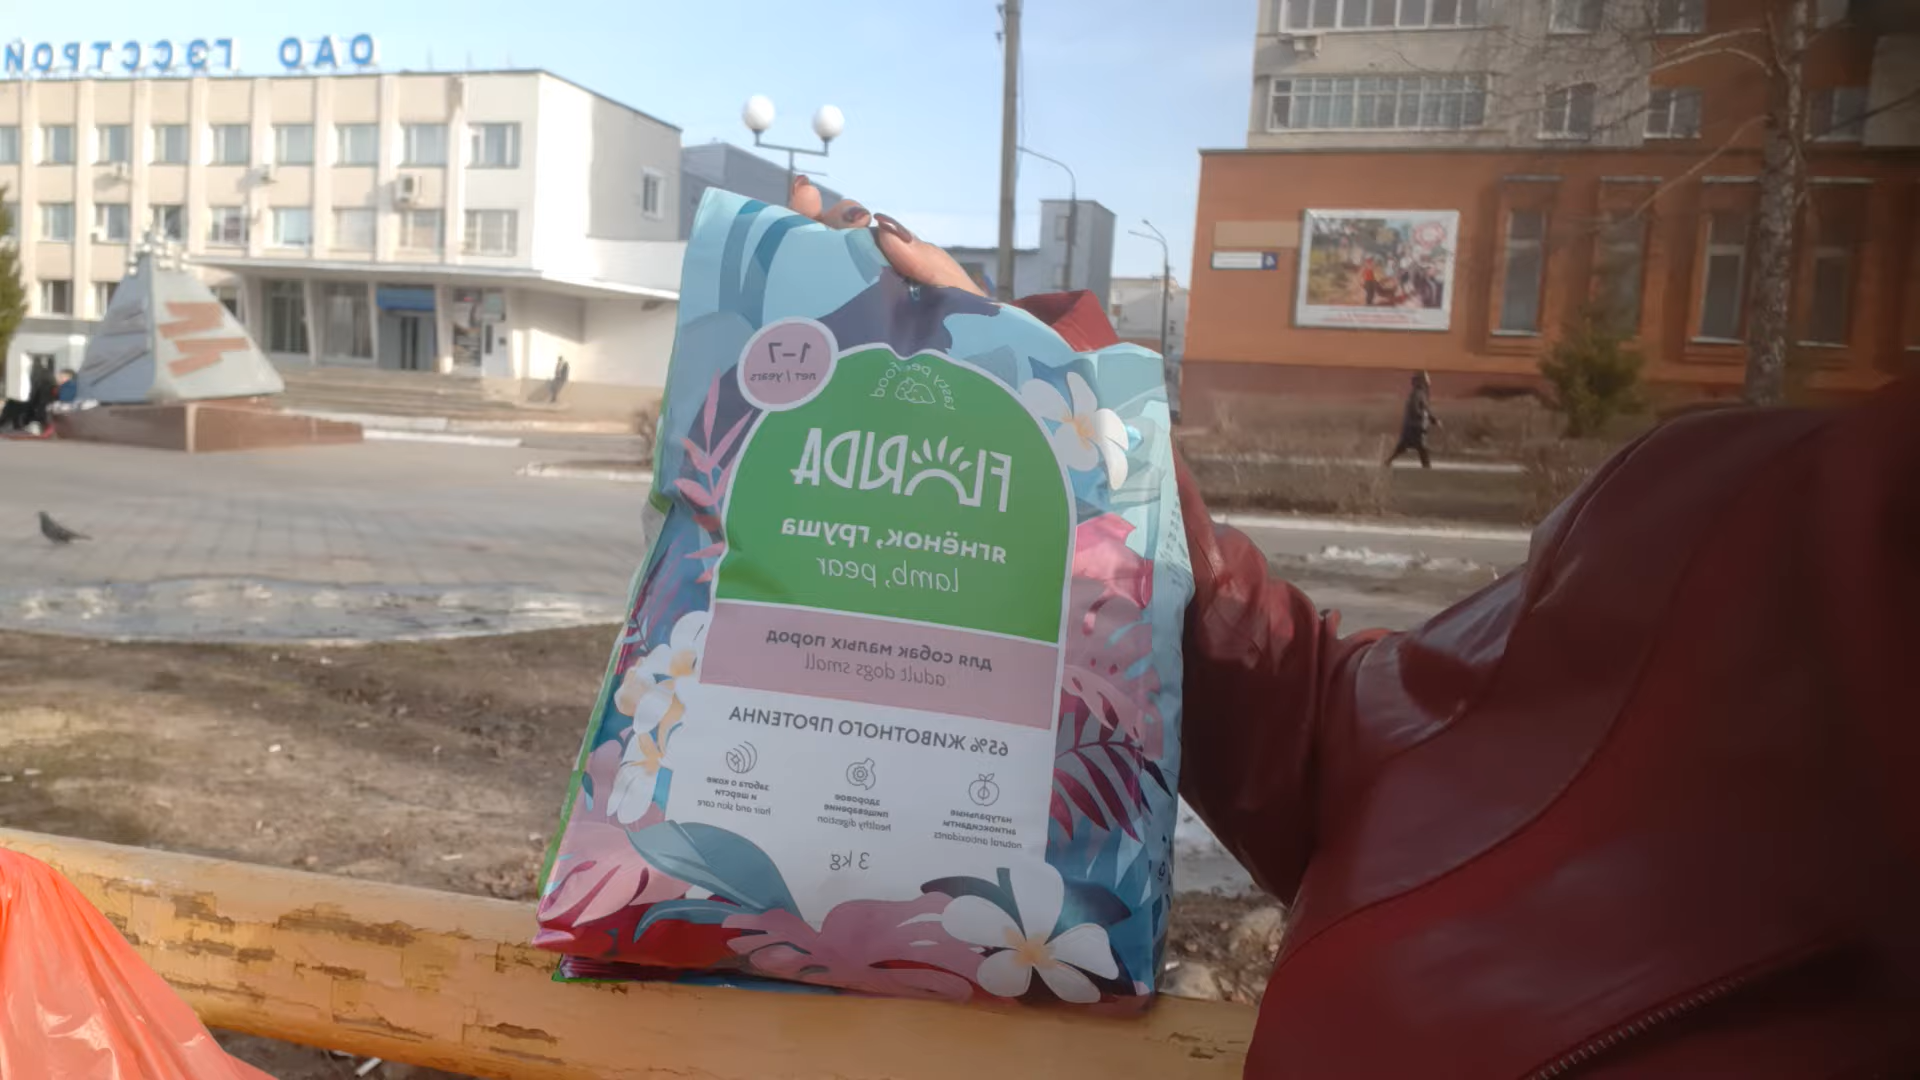 ОАО ГЭССТРОЙ
1–7
лет / years
tasty pet food
FLORIDA
ягнёнок, груша
lamb, pear
для собак малых пород
adult dogs small
65% ЖИВОТНОГО ПРОТЕИНА
натуральные
антиоксиданты
natural antioxidants
здоровое
пищеварение
healthy digestion
забота о коже
и шерсти
hair and skin care
3 kg